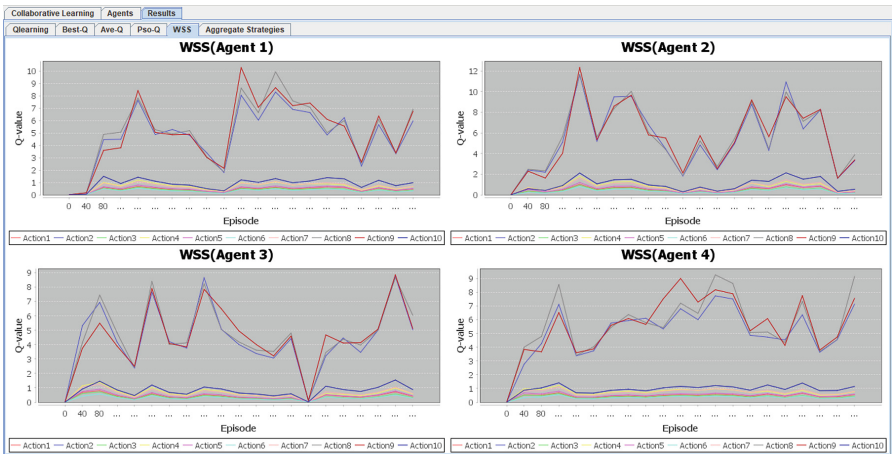 Collaborative Learning Agents Results
Qlearning Best-Q Ave-Q Pso-Q WSS Aggregate Strategies
WSS(Agent 1)
Q-value
10
9
8
7
6
5
4
3
2
1
0
0 40 80 ... ... ... ... ... ... ... ... ... ... ... ... ... ... ... ... ... ...
Episode
Action1 Action2 Action3 Action4 Action5 Action6 Action7 Action8 Action9 Action10
WSS(Agent 2)
Q-value
12
10
8
6
4
2
0
0 40 80 ... ... ... ... ... ... ... ... ... ... ... ... ... ... ... ... ... ...
Episode
Action1 Action2 Action3 Action4 Action5 Action6 Action7 Action8 Action9 Action10
WSS(Agent 3)
Q-value
9
8
7
6
5
4
3
2
1
0
0 40 80 ... ... ... ... ... ... ... ... ... ... ... ... ... ... ... ... ... ...
Episode
Action1 Action2 Action3 Action4 Action5 Action6 Action7 Action8 Action9 Action10
WSS(Agent 4)
Q-value
9
8
7
6
5
4
3
2
1
0
0 40 80 ... ... ... ... ... ... ... ... ... ... ... ... ... ... ... ... ... ...
Episode
Action1 Action2 Action3 Action4 Action5 Action6 Action7 Action8 Action9 Action10